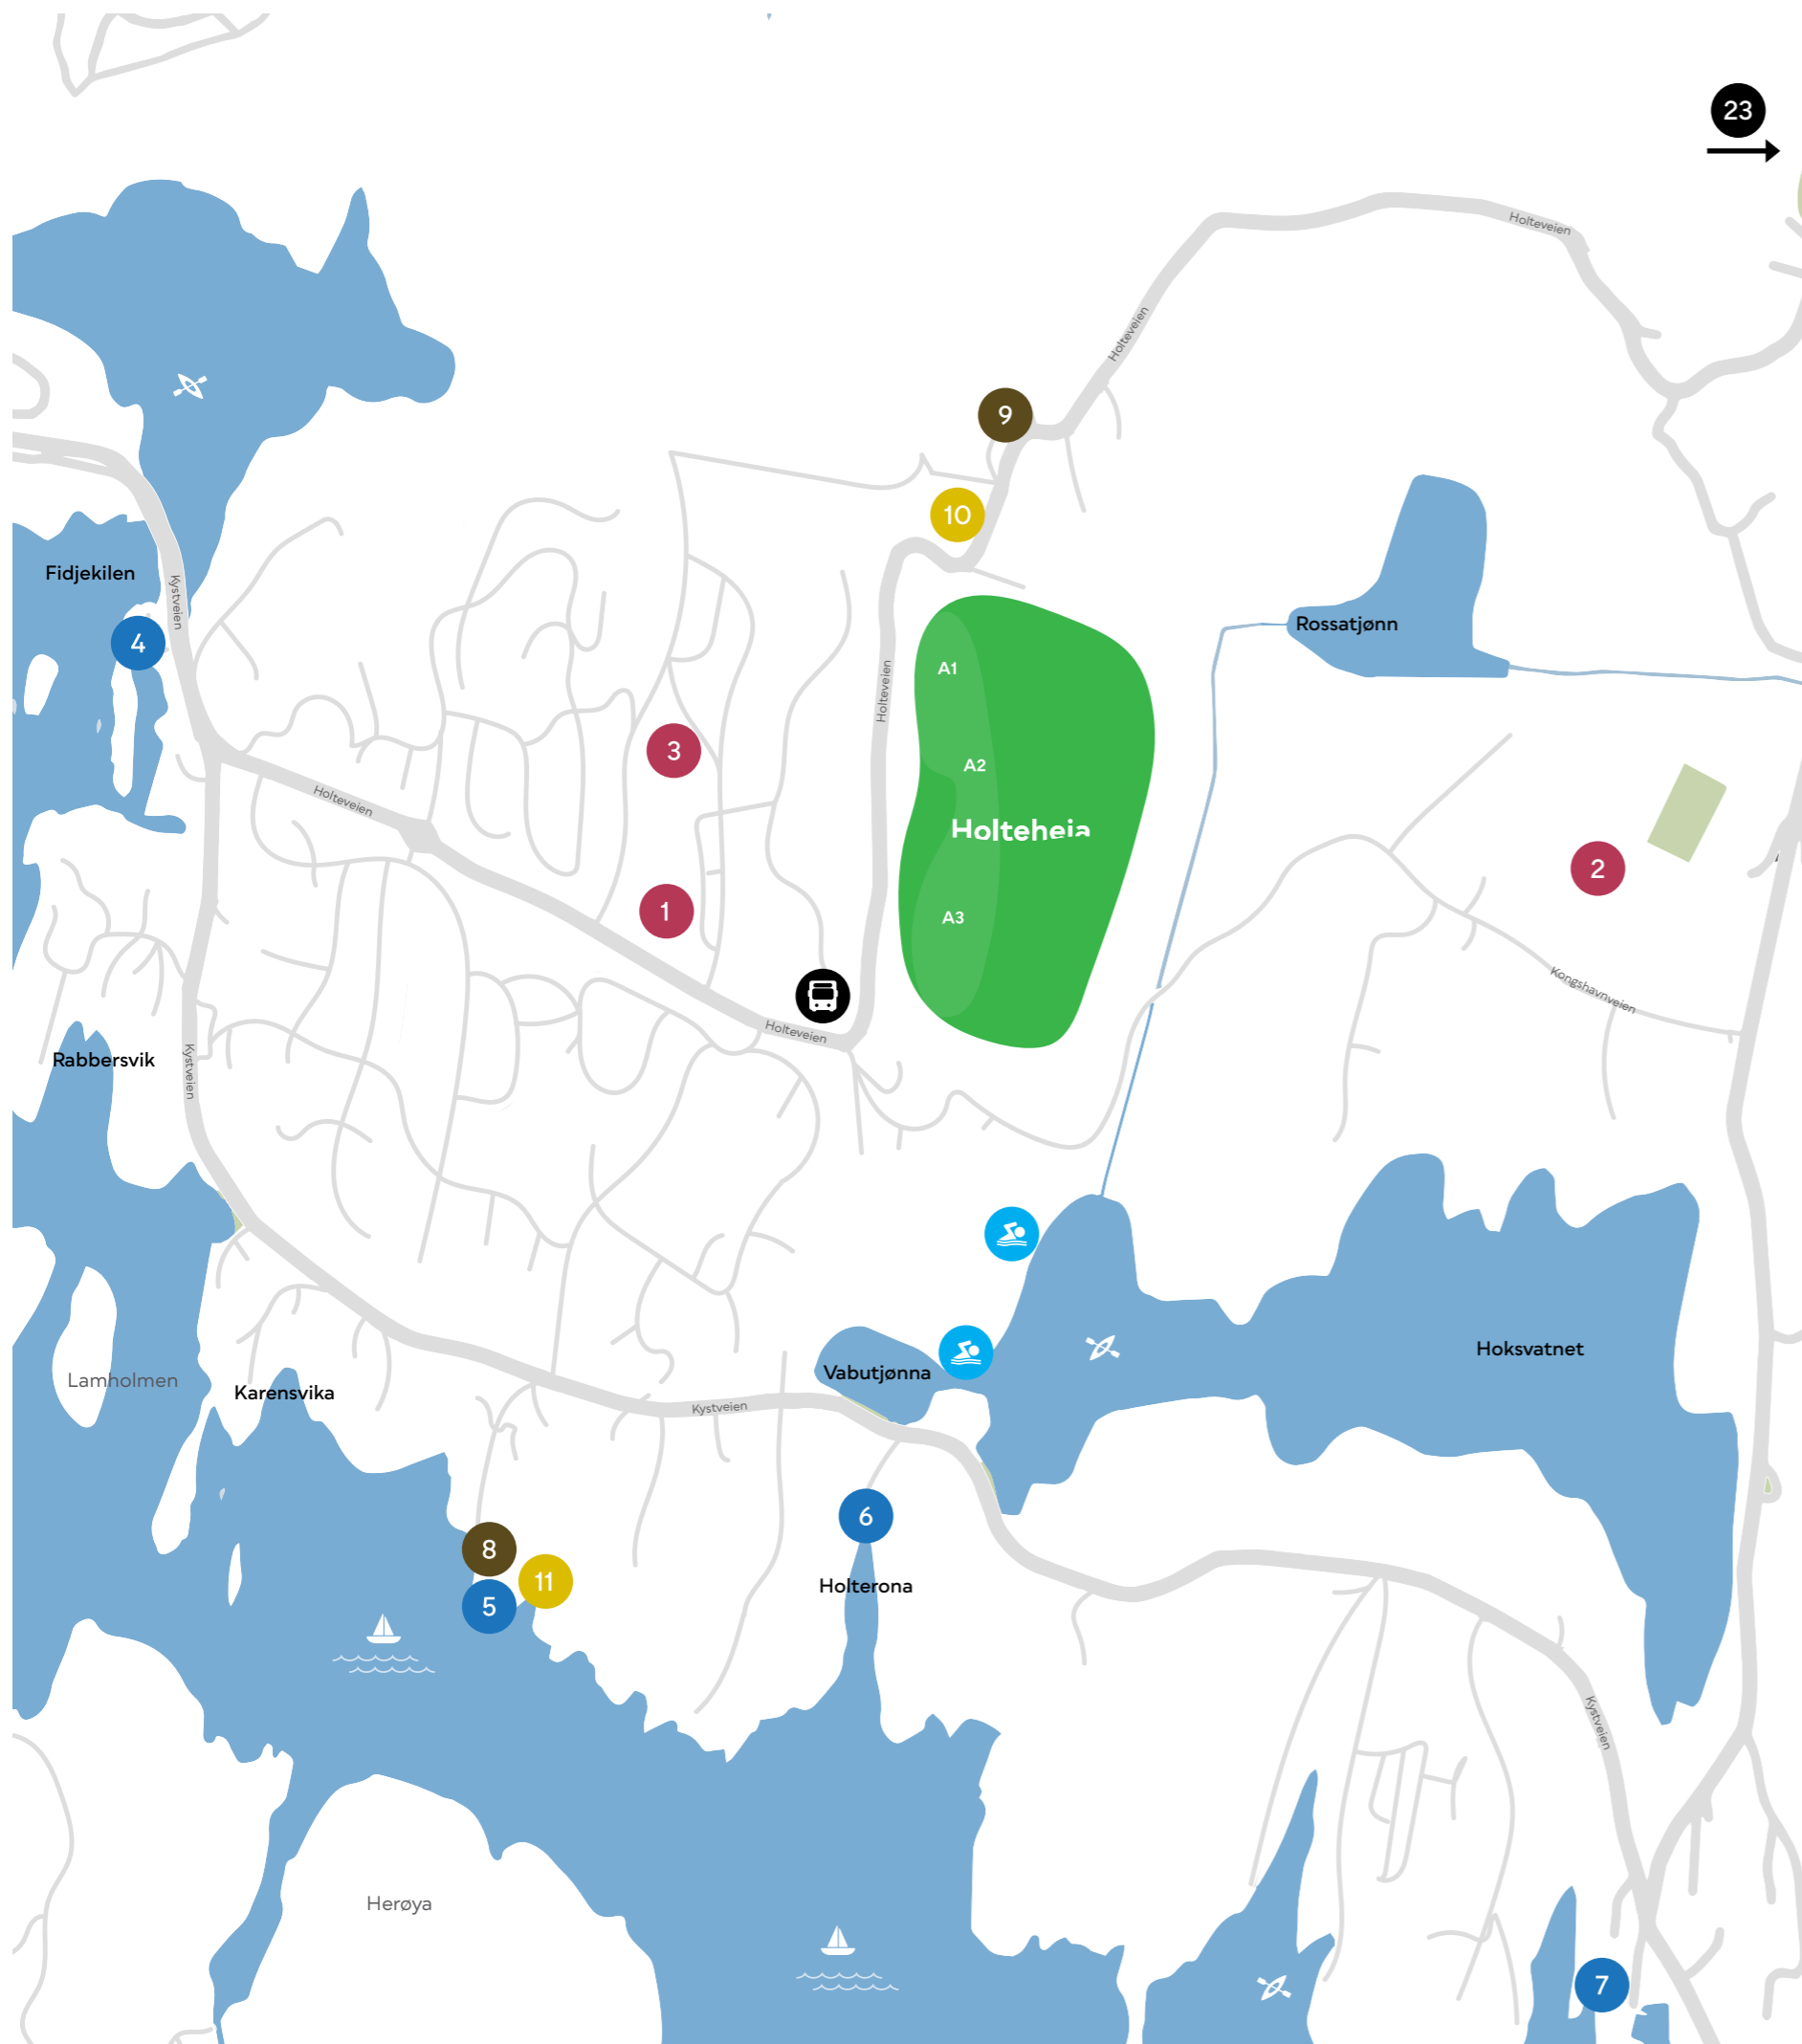 23
Holteveien
Holteveien
9
10
Fidjekilen
Kystveien
4
Rossatjønn
Holteveien
A1
3
A2
Holteveien
Holteheia
2
1
A3
Kongshavnveien
Holteveien
Rabbersvik
Kystveien
Hoksvatnet
Vabutjønna
Lamholmen
Karensvika
Kystveien
6
8
11
Holterona
5
Kystveien
Herøya
7